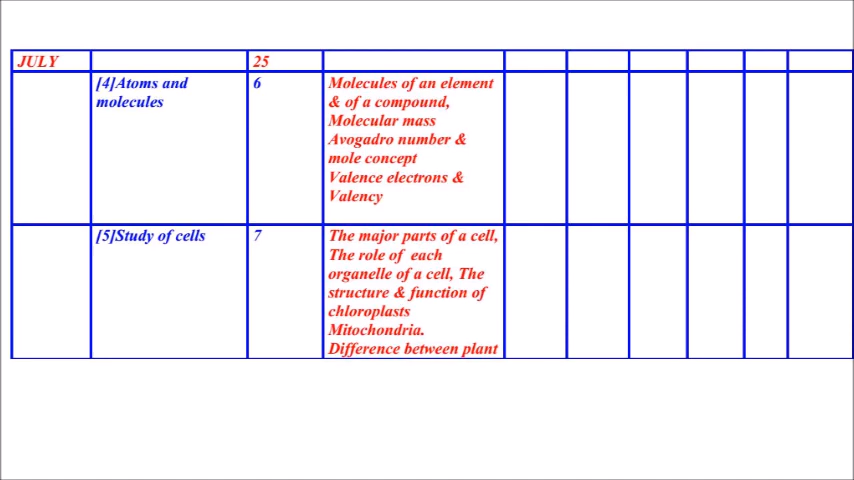 JULY 25
[4]Atoms and
molecules
6
Molecules of an element
& of a compound,
Molecular mass
Avogadro number &
mole concept
Valence electrons &
Valency
[5]Study of cells
7
The major parts of a cell,
The role of each
organelle of a cell, The
structure & function of
chloroplasts
Mitochondria.
Difference between plant